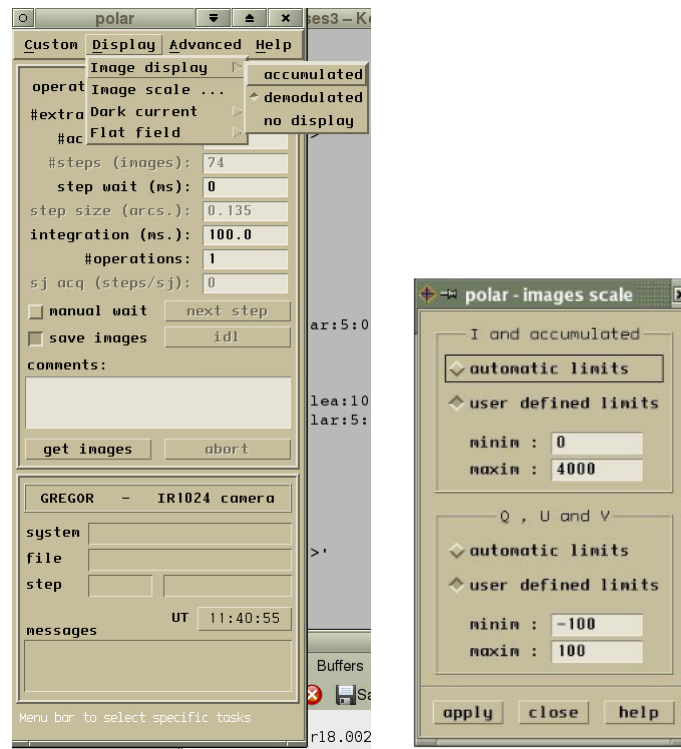 polar
ses3 – K
Custom Display Advanced Help
Image display
accumulated
operat
Image scale ...
demodulated
#extra
Dark current
no display
#ac
Flat field
#steps (images): 74
step wait (ms): 0
step size (arcs.): 0.135
integration (ms.): 100.0
#operations: 1
sj acq (steps/sj): 0
manual wait next step
ar:5:0
save images idl
comments:
lea:10
lar:5:
get images abort
GREGOR – IR1024 camera
system
file
>'
step
UT 11:40:55
messages
Buffers
Sa
Menu bar to select specific tasks
r18.002
polar - images scale
I and accumulated
automatic limits
user defined limits
minim : 0
maxim : 4000
Q , U and V
automatic limits
user defined limits
minim : -100
maxim : 100
apply close help